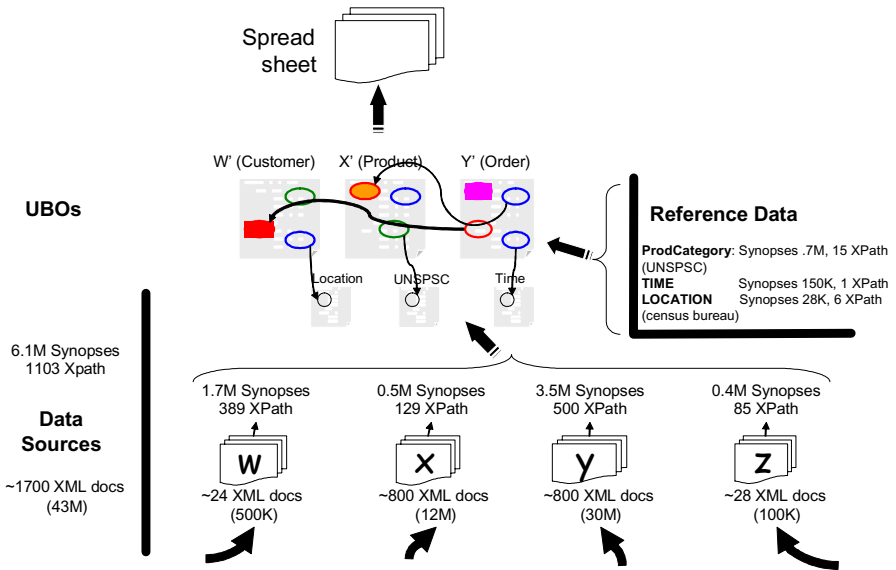 Spread
sheet
W' (Customer)
X' (Product)
Y' (Order)
UBOs
Reference Data
ProdCategory: Synopses .7M, 15 XPath
(UNSPSC)
TIME Synopses 150K, 1 XPath
LOCATION Synopses 28K, 6 XPath
(census bureau)
Location
UNSPSC
Time
6.1M Synopses
1103 Xpath
1.7M Synopses
389 XPath
0.5M Synopses
129 XPath
3.5M Synopses
500 XPath
0.4M Synopses
85 XPath
Data
Sources
W
X
y
Z
~1700 XML docs
(43M)
~24 XML docs
(500K)
~800 XML docs
(12M)
~800 XML docs
(30M)
~28 XML docs
(100K)